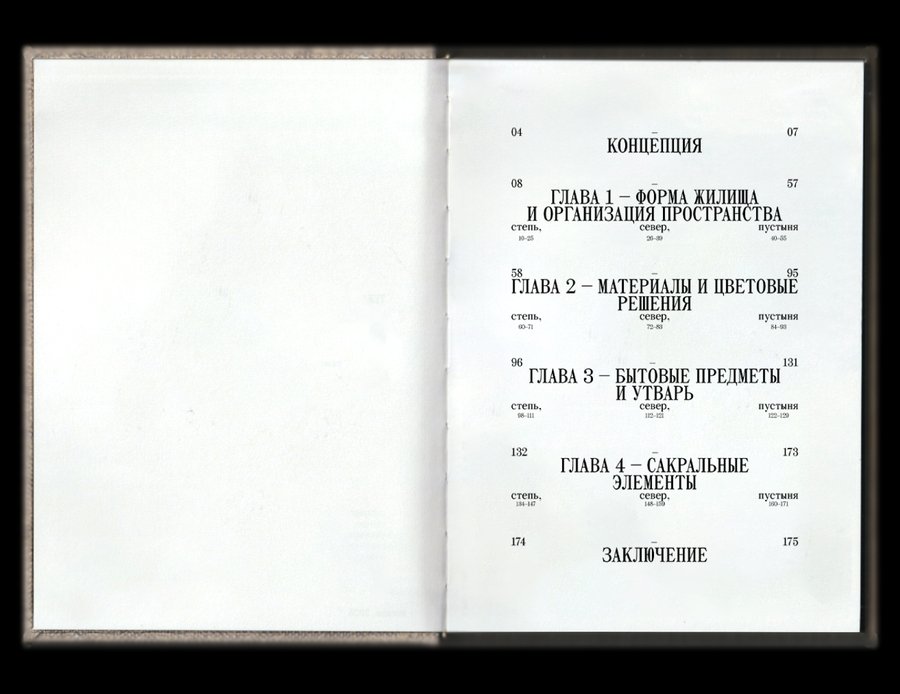 04 – 07
КОНЦЕПЦИЯ
08 – 57
ГЛАВА 1 – ФОРМА ЖИЛИЩА
И ОРГАНИЗАЦИЯ ПРОСТРАНСТВА
степь, север, пустыня
10–25 26–39 40–55
58 – 95
ГЛАВА 2 – МАТЕРИАЛЫ И ЦВЕТОВЫЕ
РЕШЕНИЯ
степь, север, пустыня
60–71 72–83 84–93
96 – 131
ГЛАВА 3 – БЫТОВЫЕ ПРЕДМЕТЫ
И УТВАРЬ
степь, север, пустыня
98–111 112–121 122–129
132 – 173
ГЛАВА 4 – САКРАЛЬНЫЕ
ЭЛЕМЕНТЫ
степь, север, пустыня
134–147 148–159 160–171
174 – 175
ЗАКЛЮЧЕНИЕ